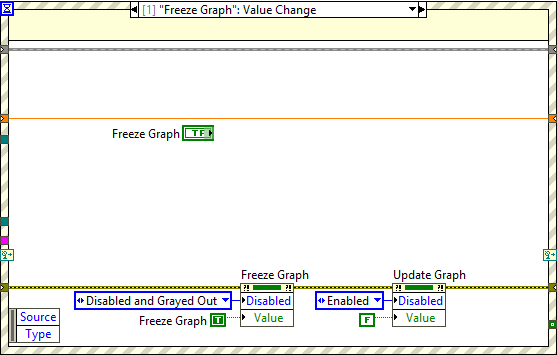 [1] "Freeze Graph": Value Change
Freeze Graph TF
Freeze Graph
Update Graph
Disabled and Grayed Out
Disabled
Enabled
Disabled
Freeze Graph T
Value
F
Value
Source
Type